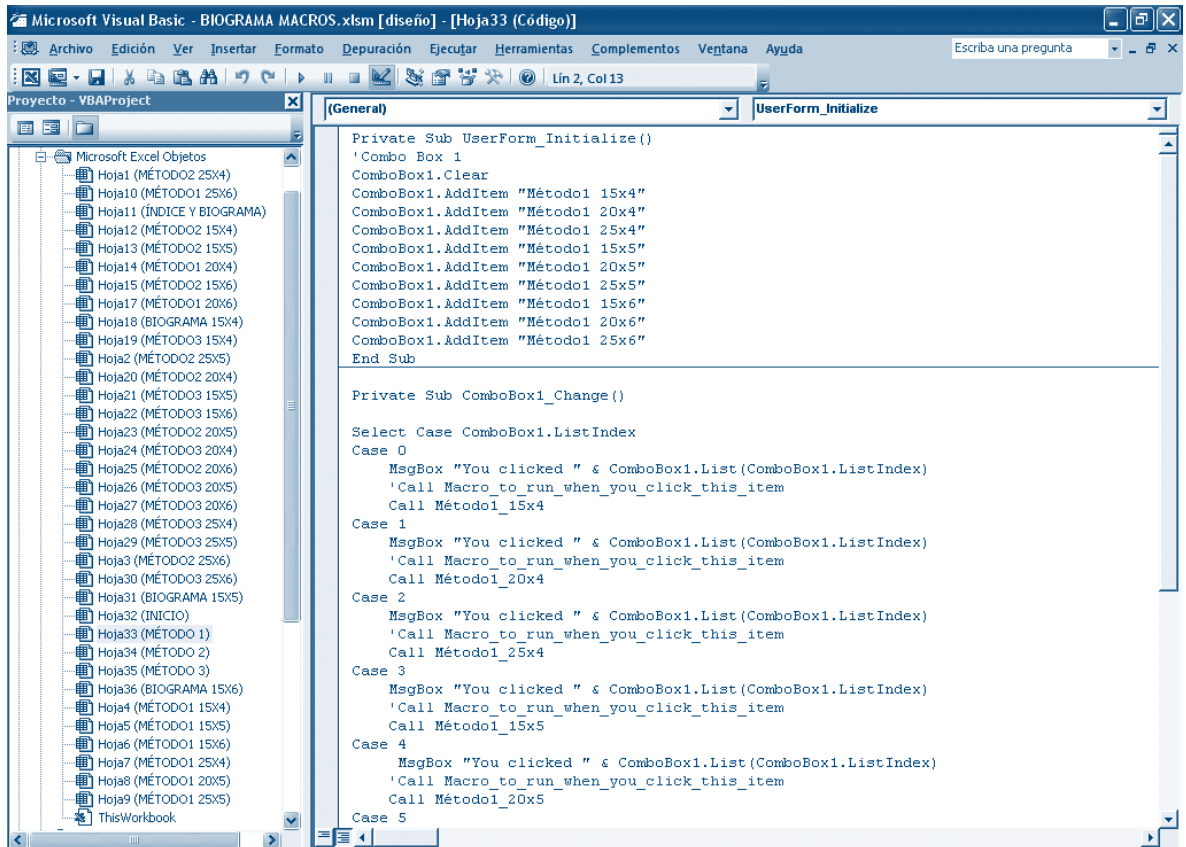 Microsoft Visual Basic - BIOGRAMA MACROS.xlsm [diseño] - [Hoja33 (Código)]
Archivo Edición Ver Insertar Formato Depuración Ejecutar Herramientas Complementos Ventana Ayuda Escriba una pregunta
Lín 2, Col 13
Proyecto - VBAProject
Microsoft Excel Objetos
Hoja1 (MÉTODO2 25X4)
Hoja10 (MÉTODO1 25X6)
Hoja11 (ÍNDICE Y BIOGRAMA)
Hoja12 (MÉTODO2 15X4)
Hoja13 (MÉTODO2 15X5)
Hoja14 (MÉTODO1 20X4)
Hoja15 (MÉTODO2 15X6)
Hoja17 (MÉTODO1 20X6)
Hoja18 (BIOGRAMA 15X4)
Hoja19 (MÉTODO3 15X4)
Hoja2 (MÉTODO2 25X5)
Hoja20 (MÉTODO2 20X4)
Hoja21 (MÉTODO3 15X5)
Hoja22 (MÉTODO3 15X6)
Hoja23 (MÉTODO2 20X5)
Hoja24 (MÉTODO3 20X4)
Hoja25 (MÉTODO2 20X6)
Hoja26 (MÉTODO3 20X5)
Hoja27 (MÉTODO3 20X6)
Hoja28 (MÉTODO3 25X4)
Hoja29 (MÉTODO3 25X5)
Hoja3 (MÉTODO2 25X6)
Hoja30 (MÉTODO3 25X6)
Hoja31 (BIOGRAMA 15X5)
Hoja32 (INICIO)
Hoja33 (MÉTODO 1)
Hoja34 (MÉTODO 2)
Hoja35 (MÉTODO 3)
Hoja36 (BIOGRAMA 15X6)
Hoja4 (MÉTODO1 15X4)
Hoja5 (MÉTODO1 15X5)
Hoja6 (MÉTODO1 15X6)
Hoja7 (MÉTODO1 25X4)
Hoja8 (MÉTODO1 20X5)
Hoja9 (MÉTODO1 25X5)
ThisWorkbook
(General) UserForm_Initialize
Private Sub UserForm_Initialize()
'Combo Box 1
ComboBox1.Clear
ComboBox1.AddItem "Método1 15x4"
ComboBox1.AddItem "Método1 20x4"
ComboBox1.AddItem "Método1 25x4"
ComboBox1.AddItem "Método1 15x5"
ComboBox1.AddItem "Método1 20x5"
ComboBox1.AddItem "Método1 25x5"
ComboBox1.AddItem "Método1 15x6"
ComboBox1.AddItem "Método1 20x6"
ComboBox1.AddItem "Método1 25x6"
End Sub
Private Sub ComboBox1_Change()
Select Case ComboBox1.ListIndex
Case 0
MsgBox "You clicked " & ComboBox1.List(ComboBox1.ListIndex)
'Call Macro_to_run_when_you_click_this_item
Call Método1_15x4
Case 1
MsgBox "You clicked " & ComboBox1.List(ComboBox1.ListIndex)
'Call Macro_to_run_when_you_click_this_item
Call Método1_20x4
Case 2
MsgBox "You clicked " & ComboBox1.List(ComboBox1.ListIndex)
'Call Macro_to_run_when_you_click_this_item
Call Método1_25x4
Case 3
MsgBox "You clicked " & ComboBox1.List(ComboBox1.ListIndex)
'Call Macro_to_run_when_you_click_this_item
Call Método1_15x5
Case 4
MsgBox "You clicked " & ComboBox1.List(ComboBox1.ListIndex)
'Call Macro_to_run_when_you_click_this_item
Call Método1_20x5
Case 5